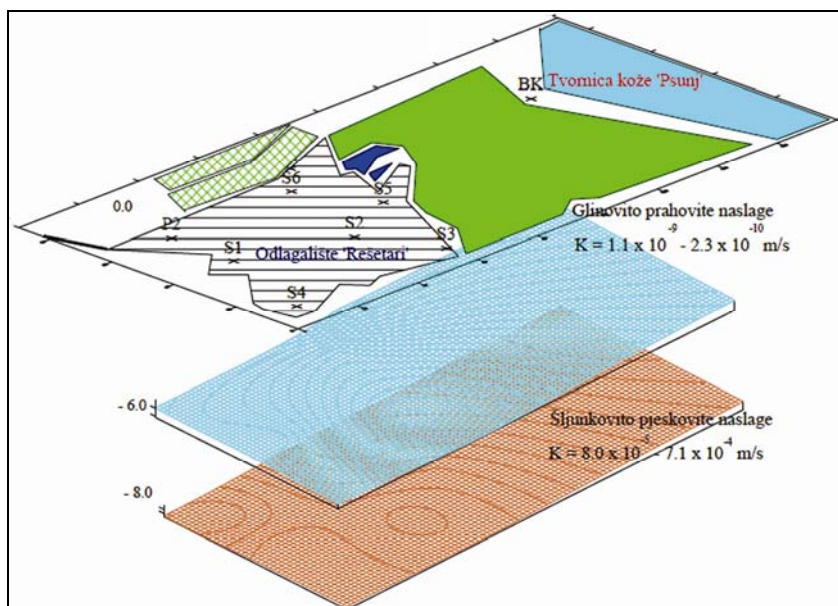 Tvornica kože 'Psunj'
BK
S6
S5
0.0
Glinovito prahovite naslage
P2
S2
K = 1.1 x 10⁻⁹ - 2.3 x 10⁻¹⁰ m/s
S1
S3
Odlagalište 'Rešetari'
S4
- 6.0
Šljunkovito pjeskovite naslage
K = 8.0 x 10⁻⁵ - 7.1 x 10⁻⁴ m/s
- 8.0